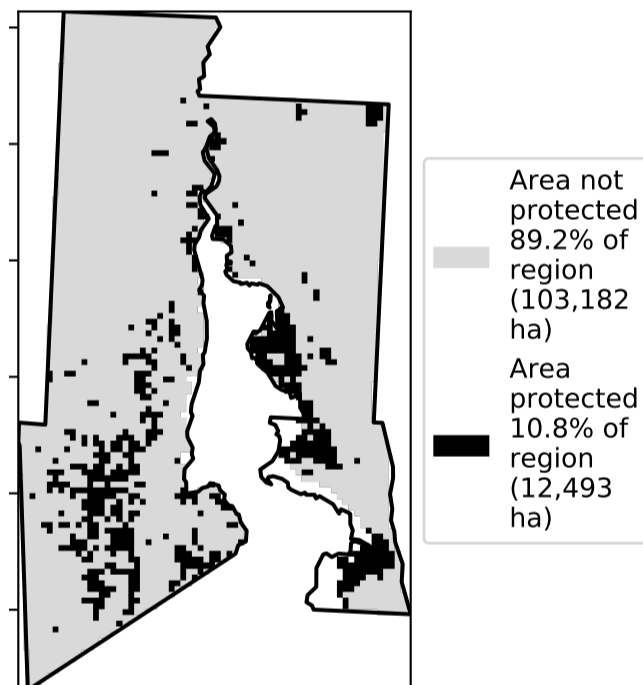 Area not
protected
89.2% of
region
(103,182
ha)
Area
protected
10.8% of
region
(12,493
ha)